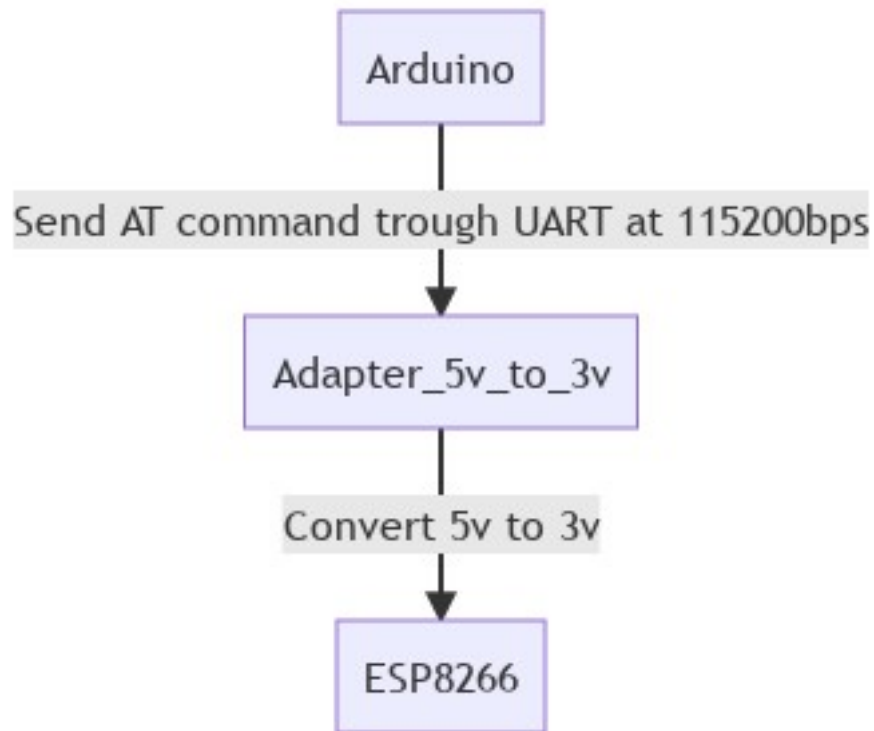 Arduino
Send AT command trough UART at 115200bps
Adapter_5v_to_3v
Convert 5v to 3v
ESP8266